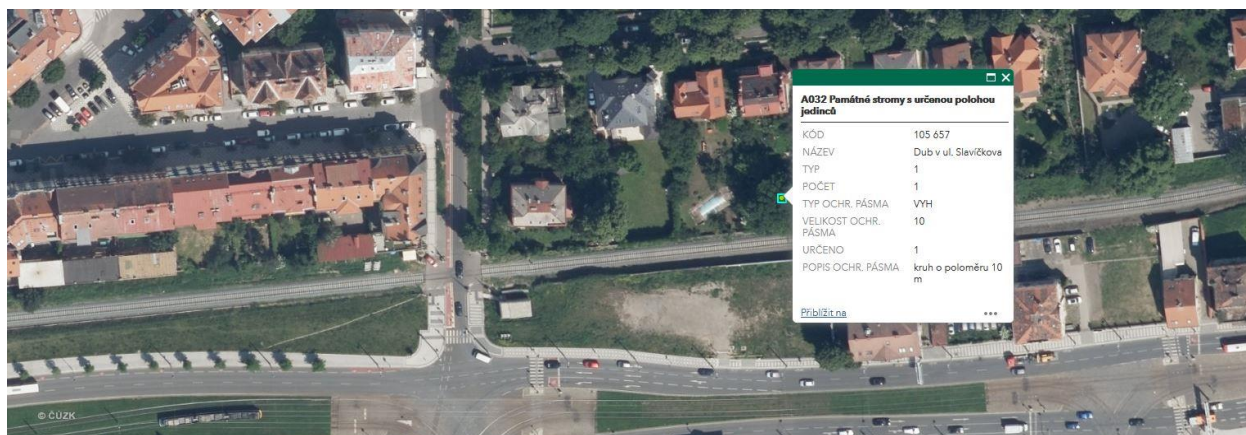 A032 Památné stromy s určenou polohou
jedinců
KÓD 105 657
NÁZEV Dub v ul. Slavíčkova
TYP 1
POČET 1
TYP OCHR. PÁSMA VYH
VELIKOST OCHR. 10
PÁSMA
URČENO 1
POPIS OCHR. PÁSMA kruh o poloměru 10
m
Přiblížit na
© ČÚZK